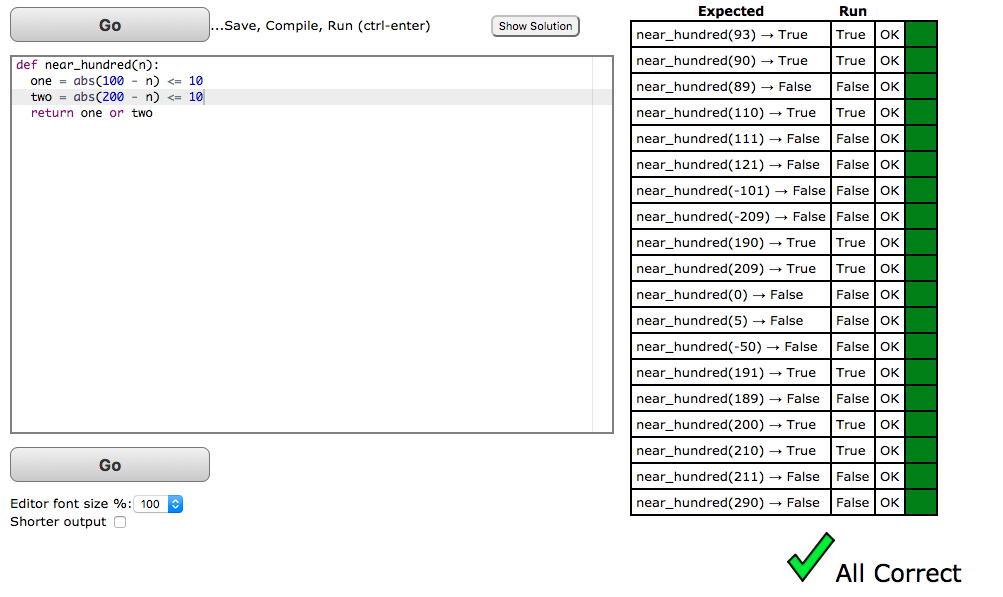 Go ...Save, Compile, Run (ctrl-enter) Show Solution
def near_hundred(n):
  one = abs(100 - n) <= 10
  two = abs(200 - n) <= 10
  return one or two
Go
Editor font size %: 100
Shorter output
Expected Run
near_hundred(93) → True True OK
near_hundred(90) → True True OK
near_hundred(89) → False False OK
near_hundred(110) → True True OK
near_hundred(111) → False False OK
near_hundred(121) → False False OK
near_hundred(-101) → False False OK
near_hundred(-209) → False False OK
near_hundred(190) → True True OK
near_hundred(209) → True True OK
near_hundred(0) → False False OK
near_hundred(5) → False False OK
near_hundred(-50) → False False OK
near_hundred(191) → True True OK
near_hundred(189) → False False OK
near_hundred(200) → True True OK
near_hundred(210) → True True OK
near_hundred(211) → False False OK
near_hundred(290) → False False OK
All Correct